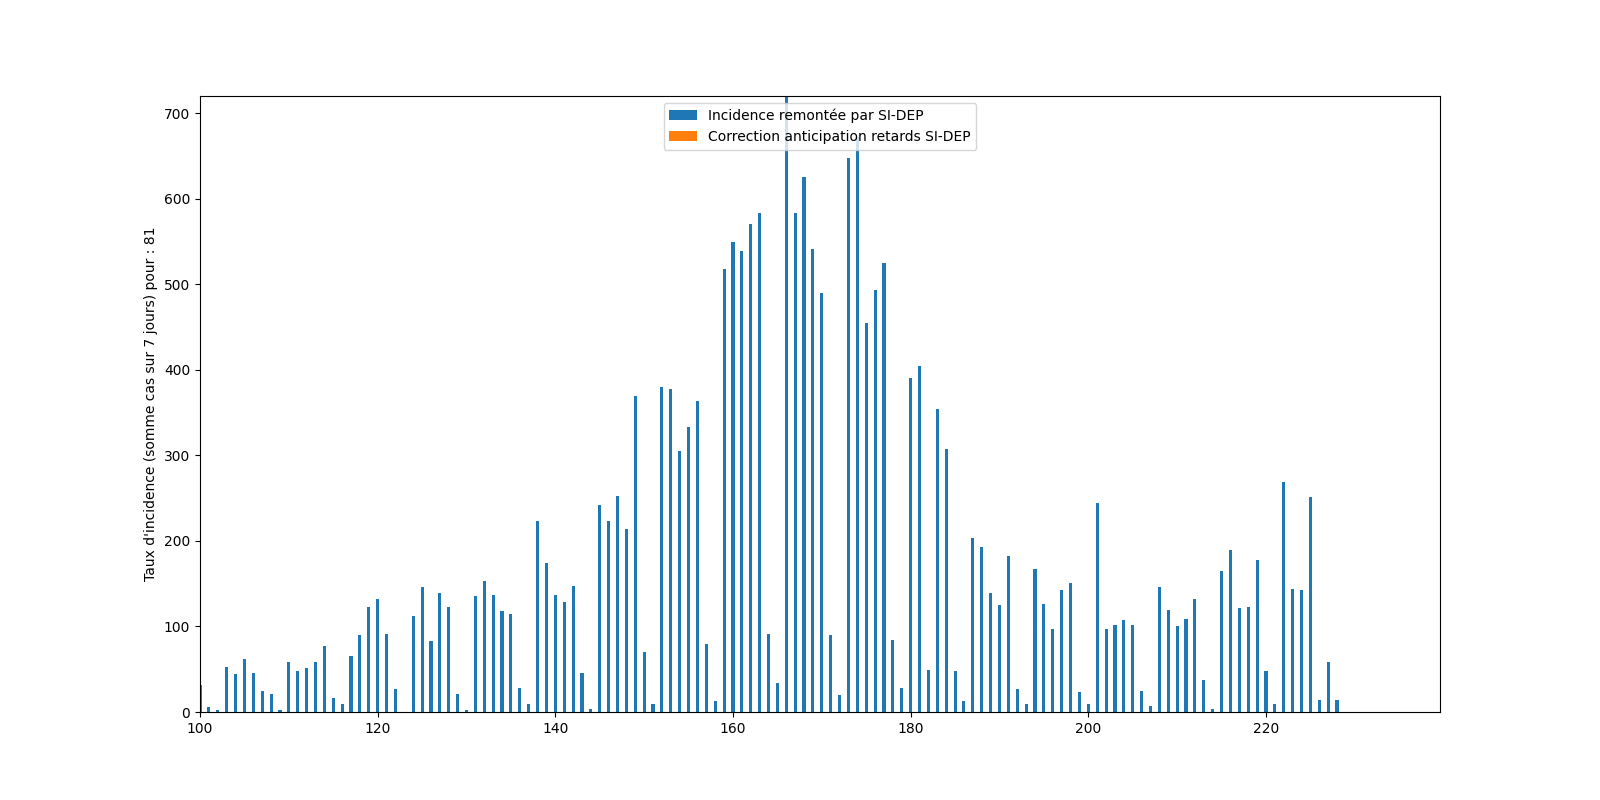 Incidence remontée par SI-DEP
Correction anticipation retards SI-DEP
Taux d'incidence (somme cas sur 7 jours) pour : 81
700
600
500
400
300
200
100
0
100 120 140 160 180 200 220